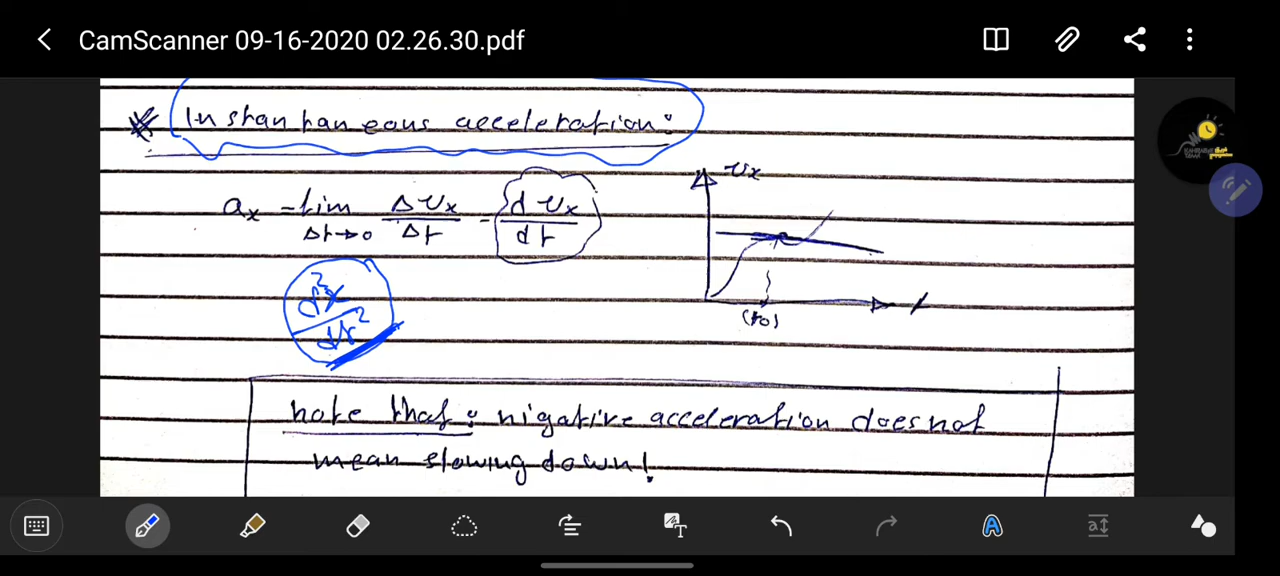 CamScanner 09-16-2020 02.26.30.pdf
* Instantaneous acceleration:
aₓ = lim Δt→0 Δvₓ/Δt = dvₓ/dt
vₓ
d²x/dt²
(t0)
t
note that: nigative acceleration does not
mean slowing down!
T
A